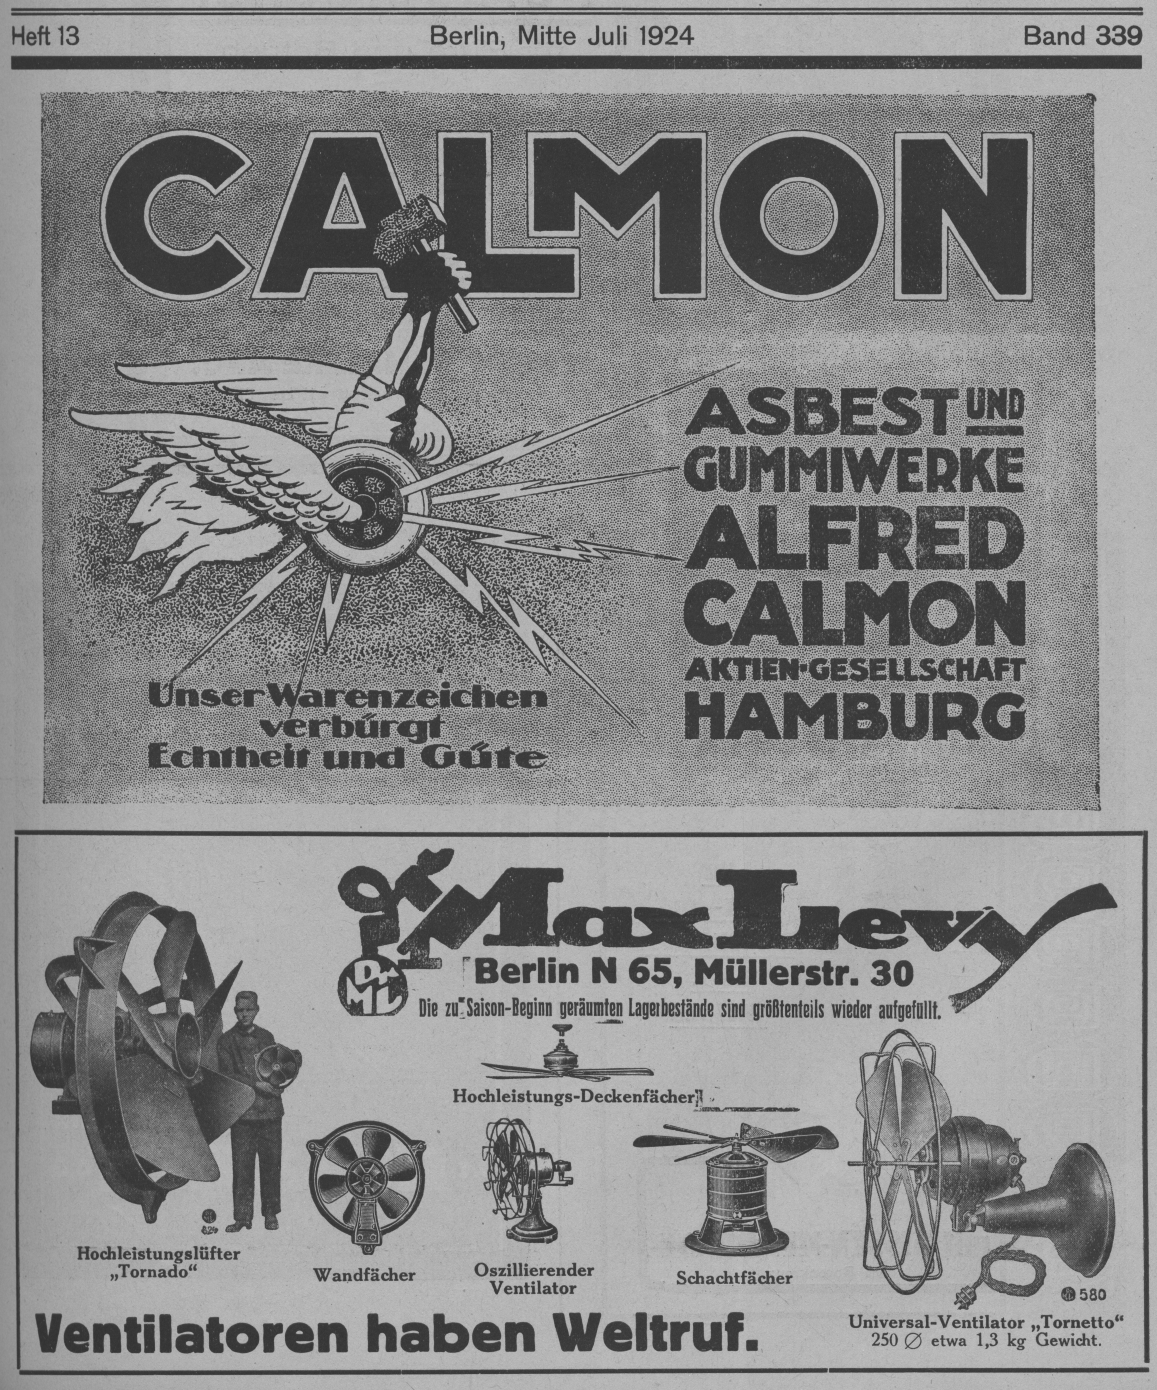 Heft 13 Berlin, Mitte Juli 1924 Band 339
CALMON
ASBEST UND
GUMMIWERKE
ALFRED
CALMON
AKTIEN-GESELLSCHAFT
HAMBURG
Unser Warenzeichen
verbürgt
Echtheit und Güte
Dr. Max Levy
DrML
Berlin N 65, Müllerstr. 30
Die zu Saison-Beginn geräumten Lagerbestände sind größtenteils wieder aufgefüllt.
Hochleistungs-Deckenfächer
Hochleistungslüfter
„Tornado“
Wandfächer
Oszillierender
Ventilator
Schachtfächer
580
Universal-Ventilator „Tornetto“
250 ∅ etwa 1,3 kg Gewicht.
Ventilatoren haben Weltruf.